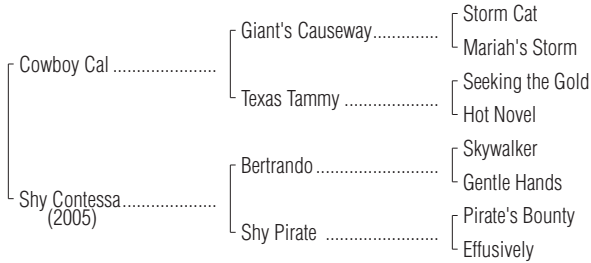 Storm Cat
Giant's Causeway..............
Mariah's Storm
Cowboy Cal ......................
Seeking the Gold
Texas Tammy ....................
Hot Novel
Skywalker
Bertrando ..........................
Gentle Hands
Shy Contessa....................
(2005)
Pirate's Bounty
Shy Pirate ........................
Effusively